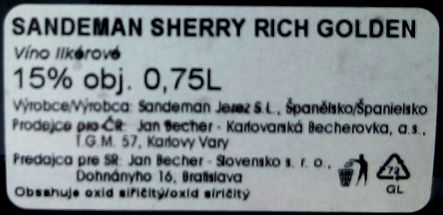 SANDEMAN SHERRY RICH GOLDEN
Víno likérové
15% obj. 0,75L
Výrobce/Výrobca: Sandeman Jerez S.L., Španělsko/Španielsko
Prodejce pro ČR: Jan Becher - Karlovarská Becherovka, a.s.,
T.G.M. 57, Karlovy Vary
Predajca pre SR: Jan Becher - Slovensko s. r. o.,
Dohnányho 16, Bratislava
Obsahuje oxid siřičitý/oxid siričitý
72
GL